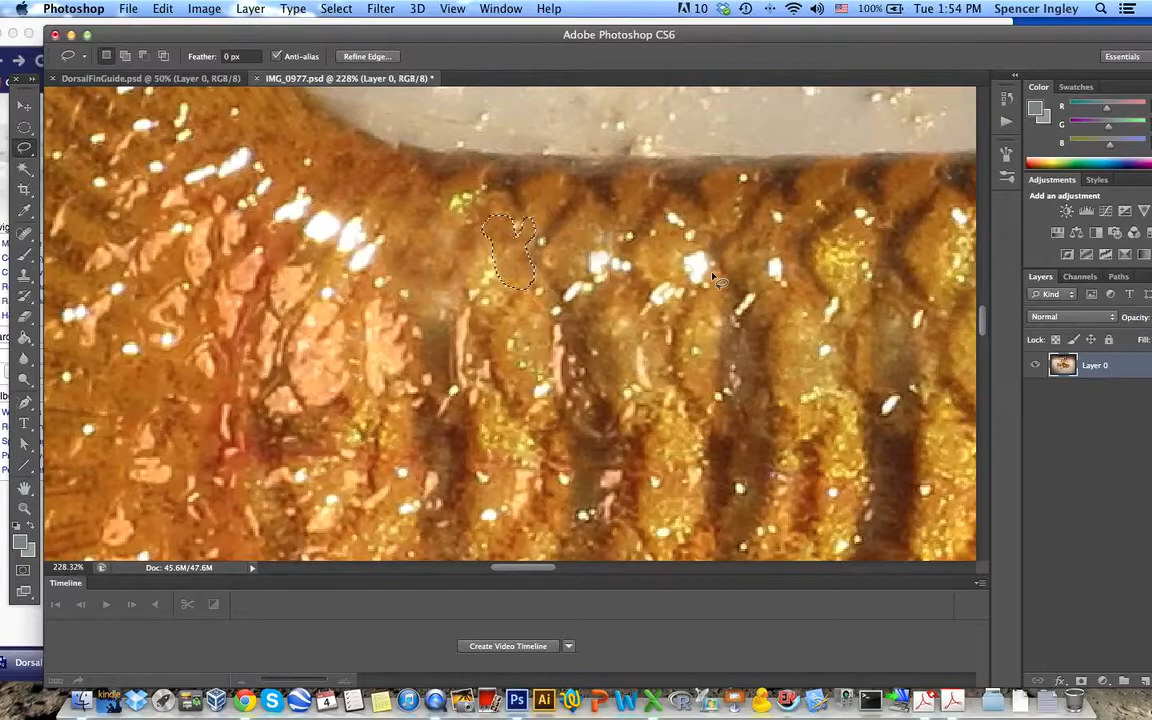 Photoshop File Edit Image Layer Type Select Filter 3D View Window Help 10 100% Tue 1:54 PM Spencer Ingley
Adobe Photoshop CS6
Feather: 0 px Anti-alias Refine Edge... Essentials
DorsalFinGuide.psd @ 50% (Layer 0, RGB/8) IMG_0977.psd @ 228% (Layer 0, RGB/8) *
Color Swatches
R
G
B
Adjustments Styles
Add an adjustment
Layers Channels Paths
Kind
Normal Opacity:
Lock: Fill:
Layer 0
228.32% Doc: 45.6M/47.6M
Timeline
Create Video Timeline
Dorsal